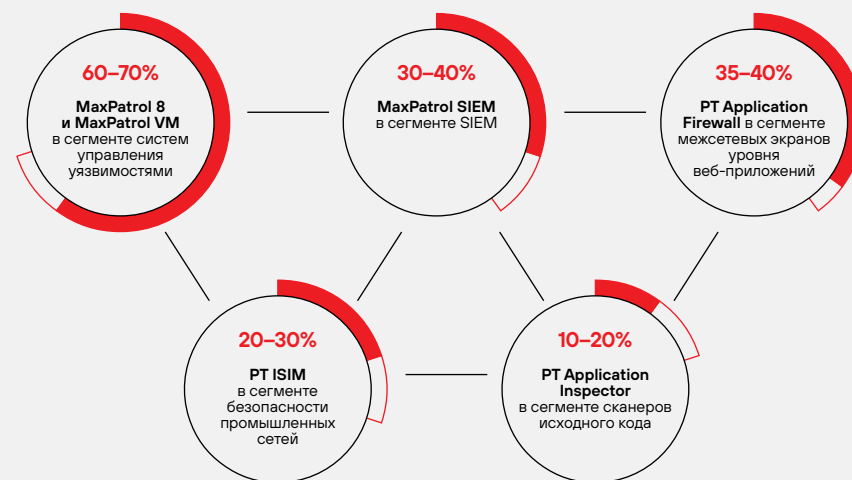 60–70%
MaxPatrol 8
и MaxPatrol VM
в сегменте систем
управления
уязвимостями
30–40%
MaxPatrol SIEM
в сегменте SIEM
35–40%
PT Application
Firewall в сегменте
межсетевых экранов
уровня
веб-приложений
20–30%
PT ISIM
в сегменте
безопасности
промышленных
сетей
10–20%
PT Application
Inspector
в сегменте сканеров
исходного кода